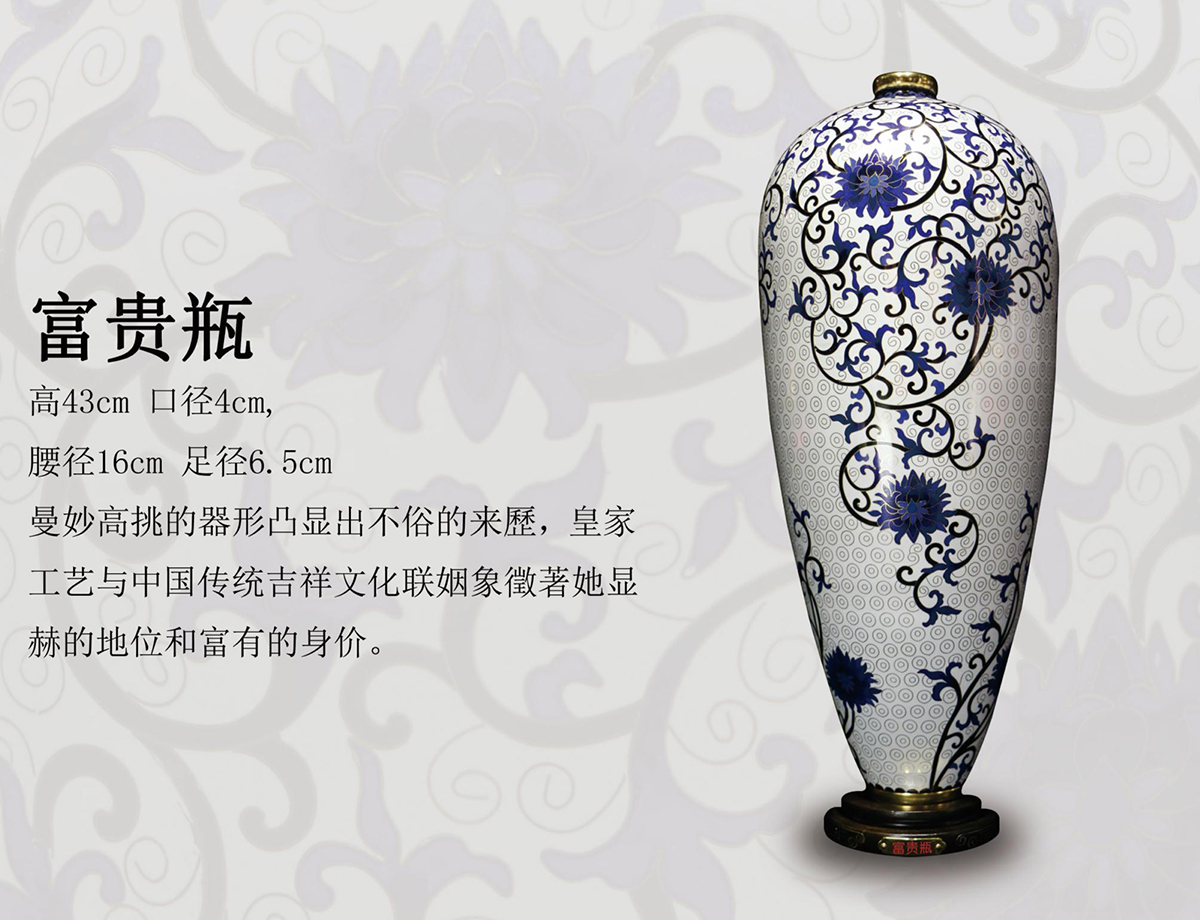 富贵瓶
高43cm 口径4cm,
腰径16cm 足径6.5cm
曼妙高挑的器形凸显出不俗的来歷，皇家
工艺与中国传统吉祥文化联姻象徵著她显
赫的地位和富有的身价。
富贵瓶